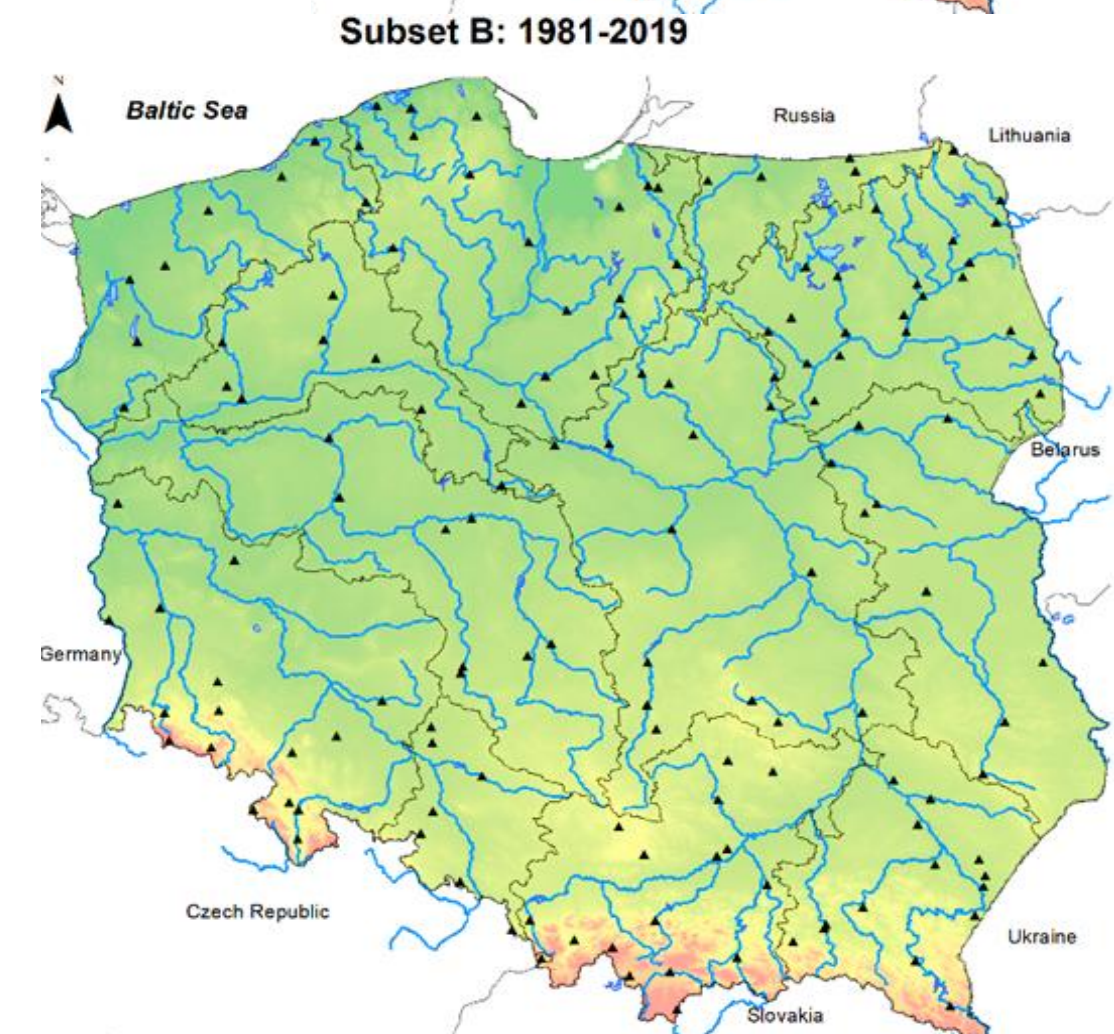 Subset B: 1981-2019
N
Baltic Sea
Russia
Lithuania
Belarus
Germany
Czech Republic
Ukraine
Slovakia